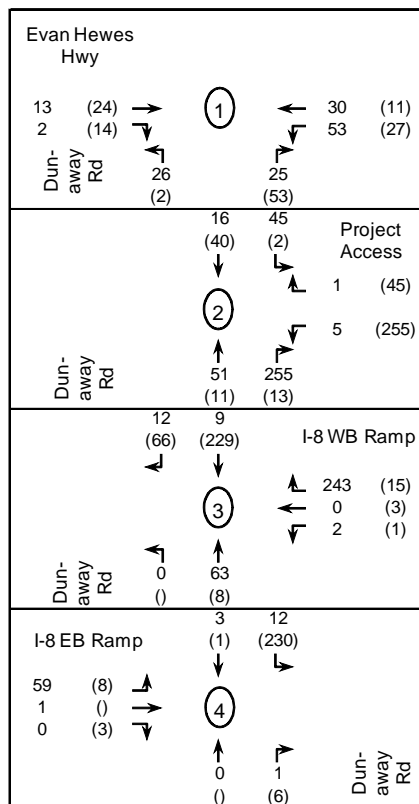 Evan Hewes
Hwy
13 (24) 1 30 (11)
2 (14) 53 (27)
Dun-
away
Rd
26 25
(2) (53)
16 45
(40) (2)
Project
Access
1 (45)
2
5 (255)
Dun-
away
Rd
51 255
(11) (13)
12 9
(66) (229)
I-8 WB Ramp
243 (15)
3 0 (3)
2 (1)
Dun-
away
Rd
0 63
() (8)
3 12
(1) (230)
I-8 EB Ramp
59 (8)
1 () 4
0 (3)
0 1
() (6)
Dun-
away
Rd